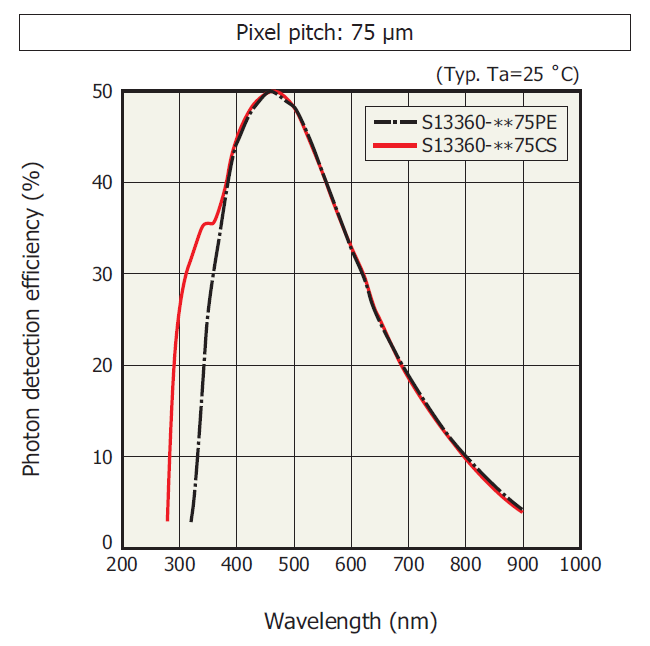 Pixel pitch: 75 μm
(Typ. Ta=25 ˚C)
S13360-**75PE
S13360-**75CS
Photon detection efficiency (%)
50
40
30
20
10
0
200 300 400 500 600 700 800 900 1000
Wavelength (nm)